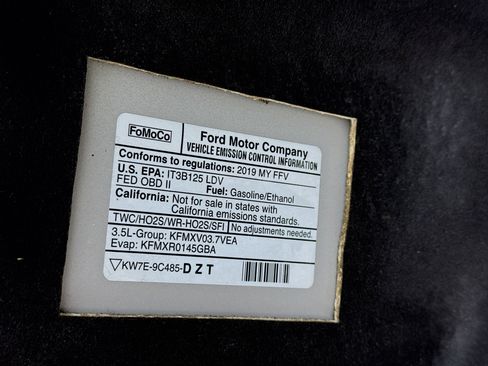 FoMoCo
Ford Motor Company
VEHICLE EMISSION CONTROL INFORMATION
Conforms to regulations: 2019 MY FFV
U.S. EPA: IT3B125 LDV
FED OBD II Fuel: Gasoline/Ethanol
California: Not for sale in states with
California emissions standards.
TWC/HO2S/WR-HO2S/SFI No adjustments needed.
3.5L-Group: KFMXV03.7VEA
Evap: KFMXR0145GBA
▽KW7E-9C485-DZT